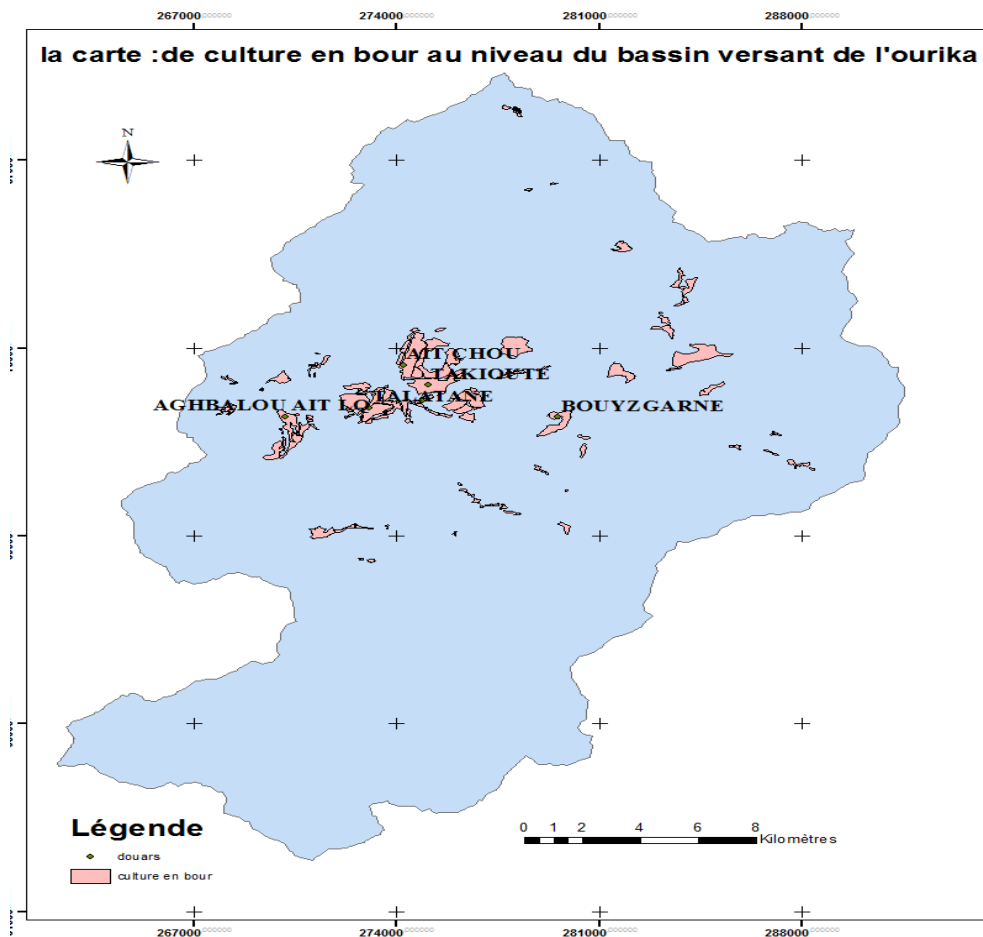 267000 274000 281000 288000
la carte :de culture en bour au niveau du bassin versant de l'ourika
N
AIT CHOU
TAKIOUTE
TALATANE
AGHBALOU AIT LQ
BOUYZGARNE
Légende
douars
culture en bour
0 1 2 4 6 8
Kilomètres
267000 274000 281000 288000